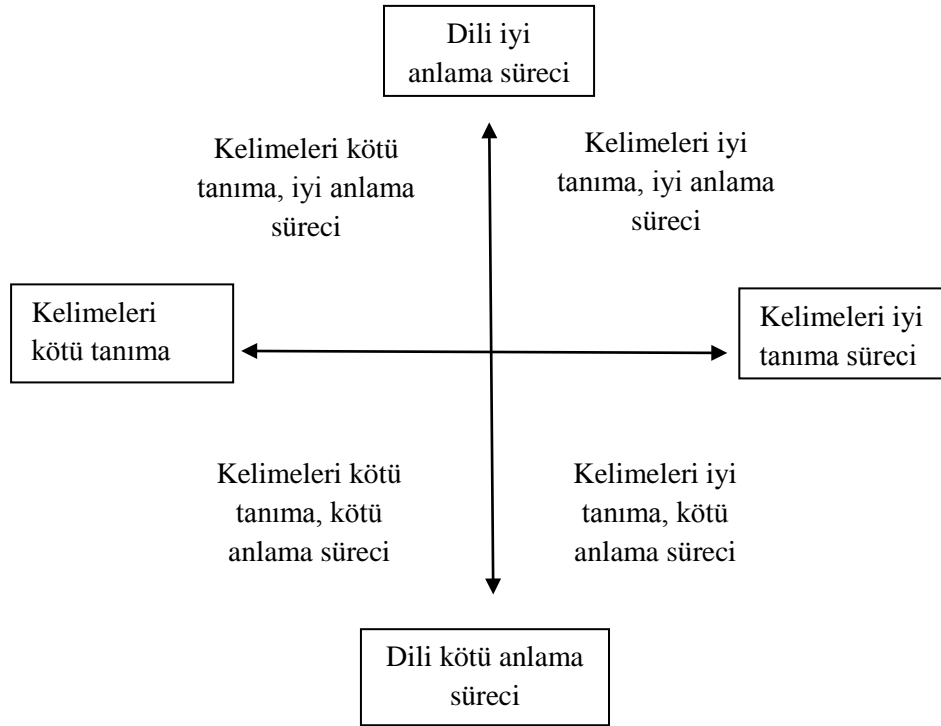 Dili iyi
anlama süreci
Kelimeleri kötü
tanıma, iyi anlama
süreci
Kelimeleri iyi
tanıma, iyi anlama
süreci
Kelimeleri
kötü tanıma
Kelimeleri iyi
tanıma süreci
Kelimeleri kötü
tanıma, kötü
anlama süreci
Kelimeleri iyi
tanıma, kötü
anlama süreci
Dili kötü anlama
süreci